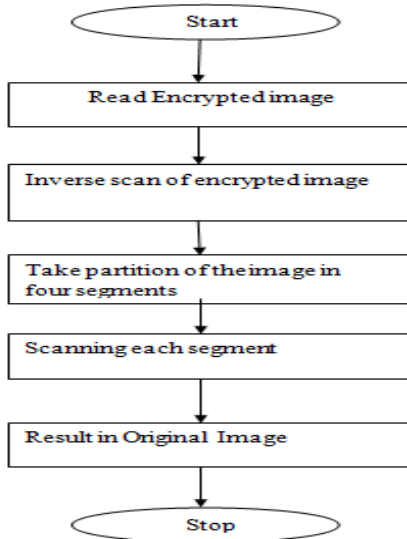 Start
Read Encrypted image
Inverse scan of encrypted image
Take partition of the image in
four segments
Scanning each segment
Result in Original Image
Stop